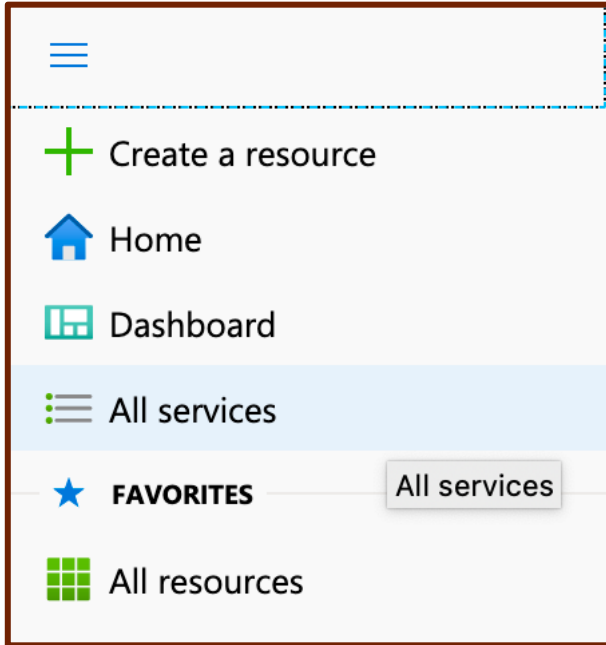 Create a resource
Home
Dashboard
All services
FAVORITES
All services
All resources